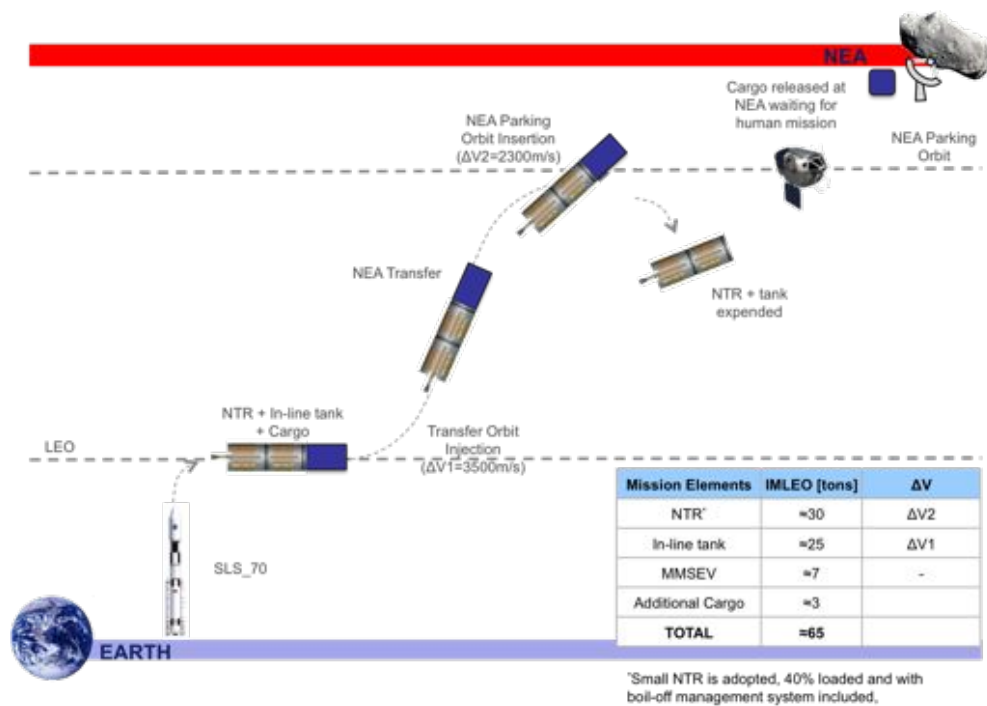 NEA
Cargo released at
NEA waiting for
human mission
NEA Parking
Orbit Insertion
(ΔV2=2300m/s)
NEA Parking
Orbit
NEA Transfer
NTR + tank
expended
NTR + In-line tank
+ Cargo
LEO
Transfer Orbit
Injection
(ΔV1=3500m/s)
SLS_70
EARTH
Mission Elements IMLEO [tons] ΔV
NTR* ≈30 ΔV2
In-line tank ≈25 ΔV1
MMSEV ≈7 -
Additional Cargo ≈3
TOTAL ≈65
*Small NTR is adopted, 40% loaded and with
boil-off management system included,